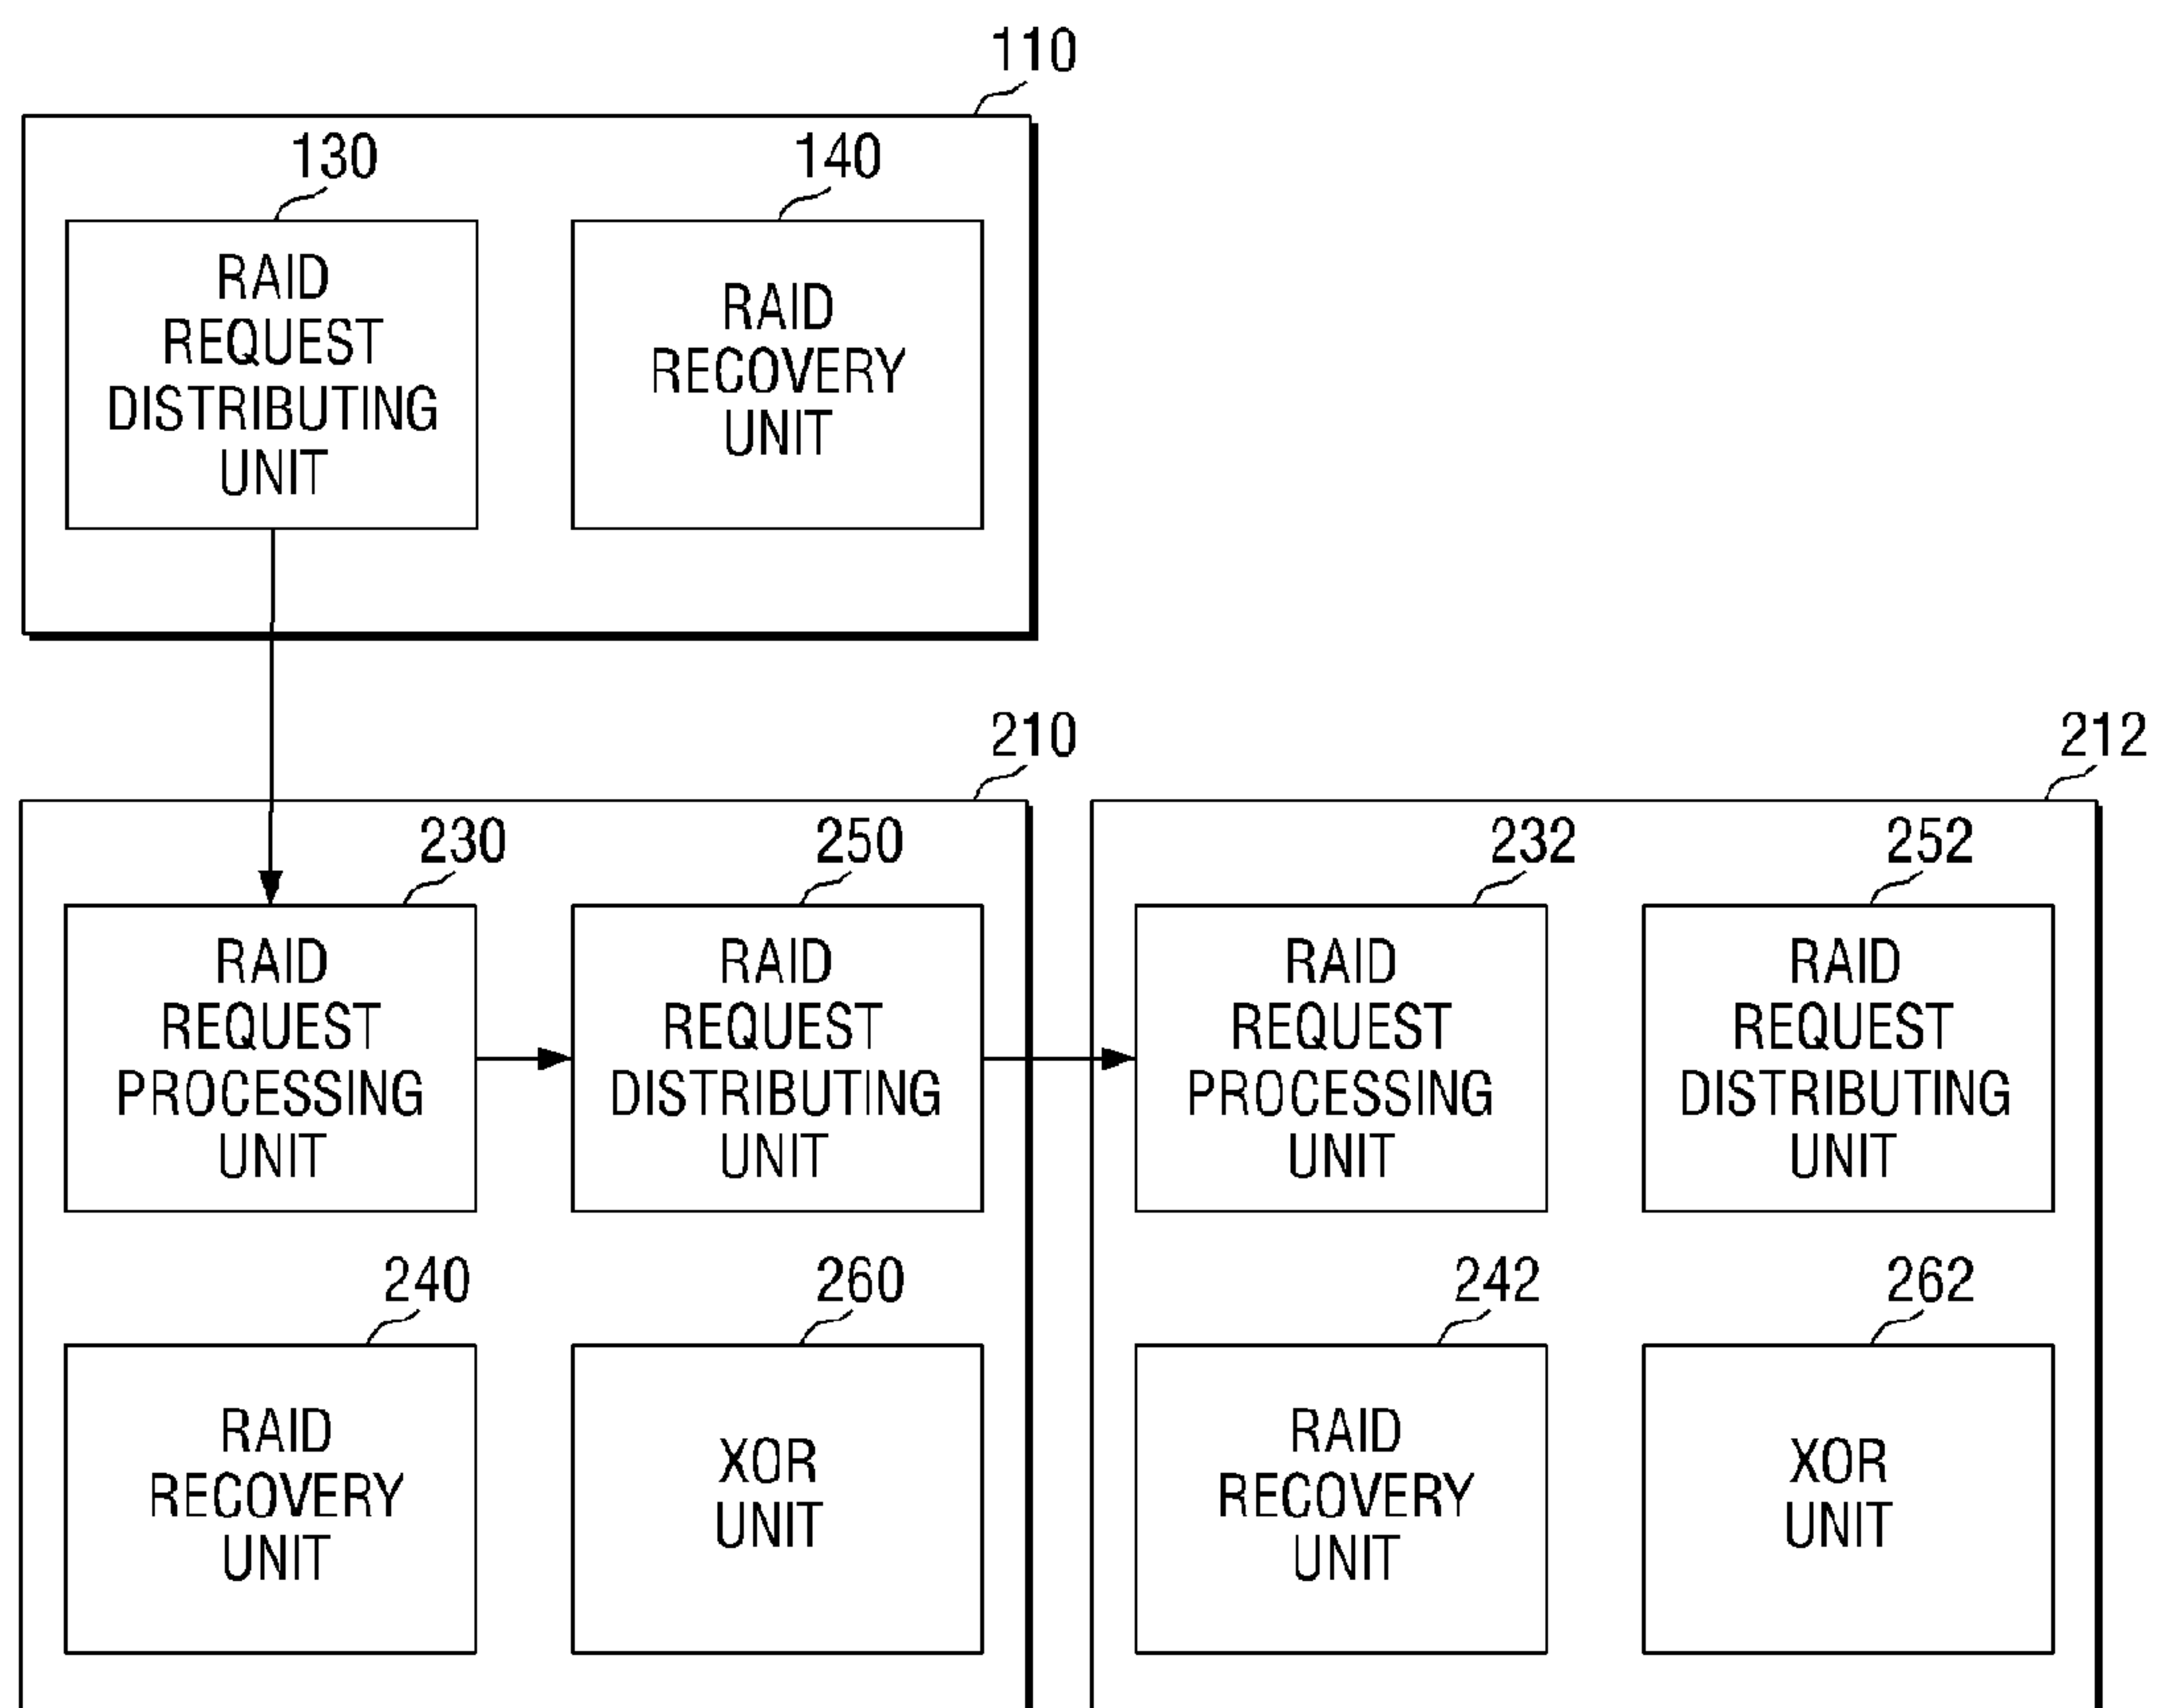 110
130
140
RAID
REQUEST
DISTRIBUTING
UNIT
RAID
RECOVERY
UNIT
210
212
230
250
232
252
RAID
REQUEST
PROCESSING
UNIT
RAID
REQUEST
DISTRIBUTING
UNIT
RAID
REQUEST
PROCESSING
UNIT
RAID
REQUEST
DISTRIBUTING
UNIT
240
260
242
262
RAID
RECOVERY
UNIT
XOR
UNIT
RAID
RECOVERY
UNIT
XOR
UNIT